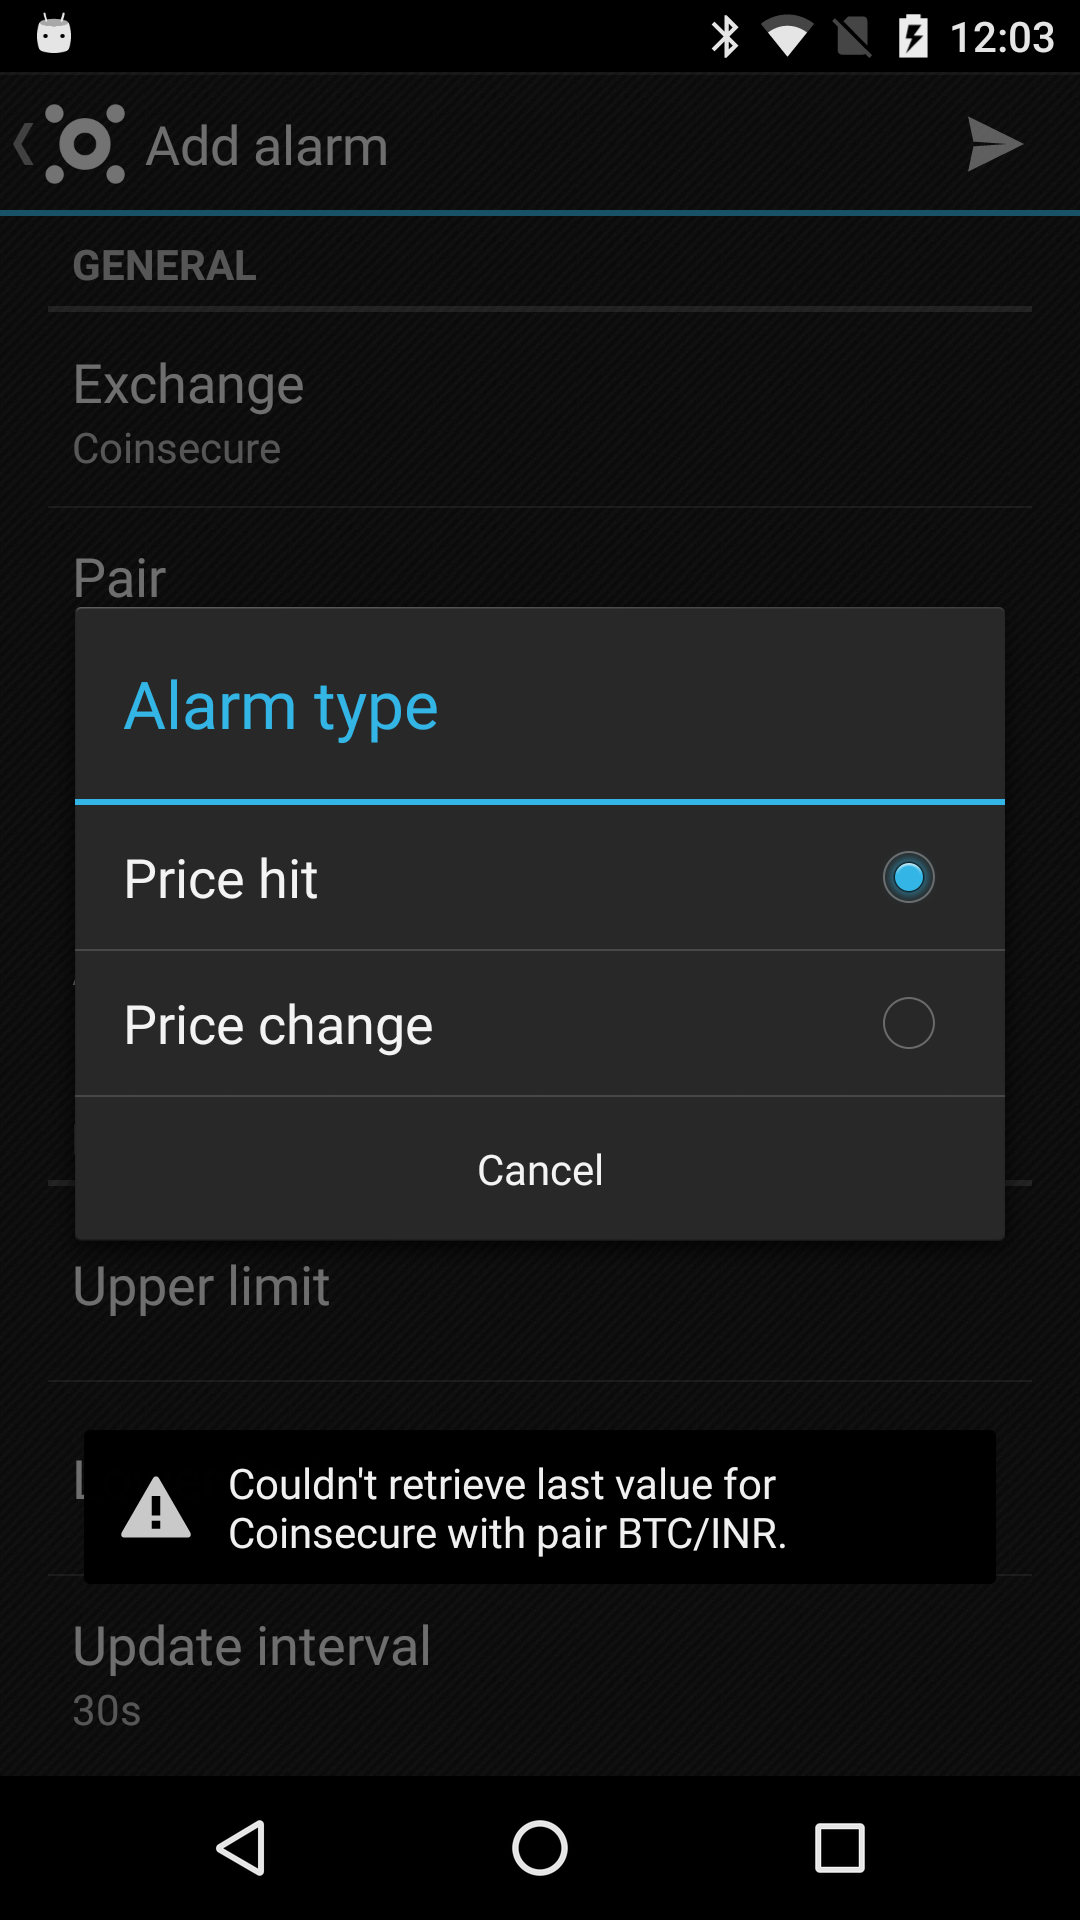 12:03
Add alarm
GENERAL
Exchange
Coinsecure
Pair
Alarm type
Price hit
Price change
Cancel
Upper limit
Couldn't retrieve last value for
Coinsecure with pair BTC/INR.
Update interval
30s